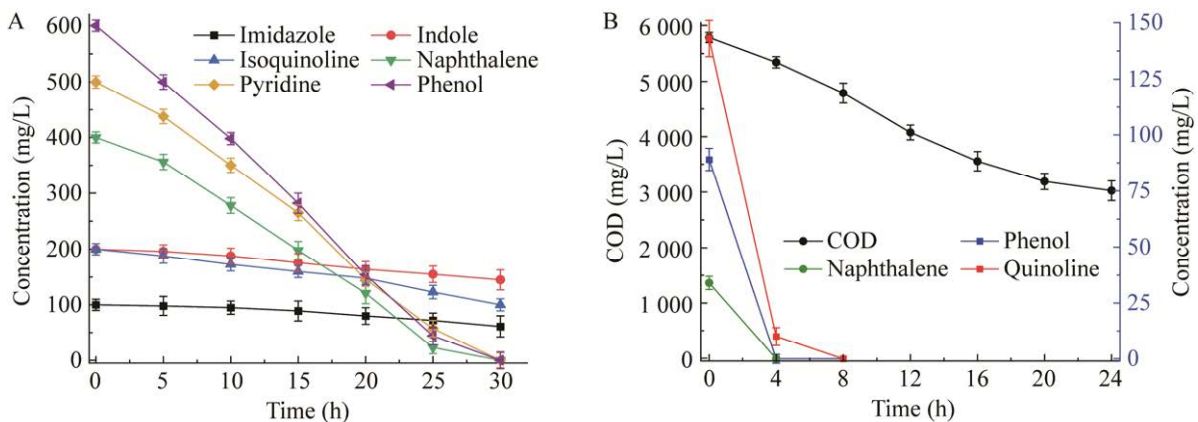 A
Concentration (mg/L)
600
500
400
300
200
100
0
Imidazole
Indole
Isoquinoline
Naphthalene
Pyridine
Phenol
0 5 10 15 20 25 30
Time (h)
B
COD (mg/L)
6 000
5 000
4 000
3 000
2 000
1 000
0
COD
Phenol
Naphthalene
Quinoline
0 4 8 12 16 20 24
Time (h)
150
125
100
75
50
25
0
Concentration (mg/L)